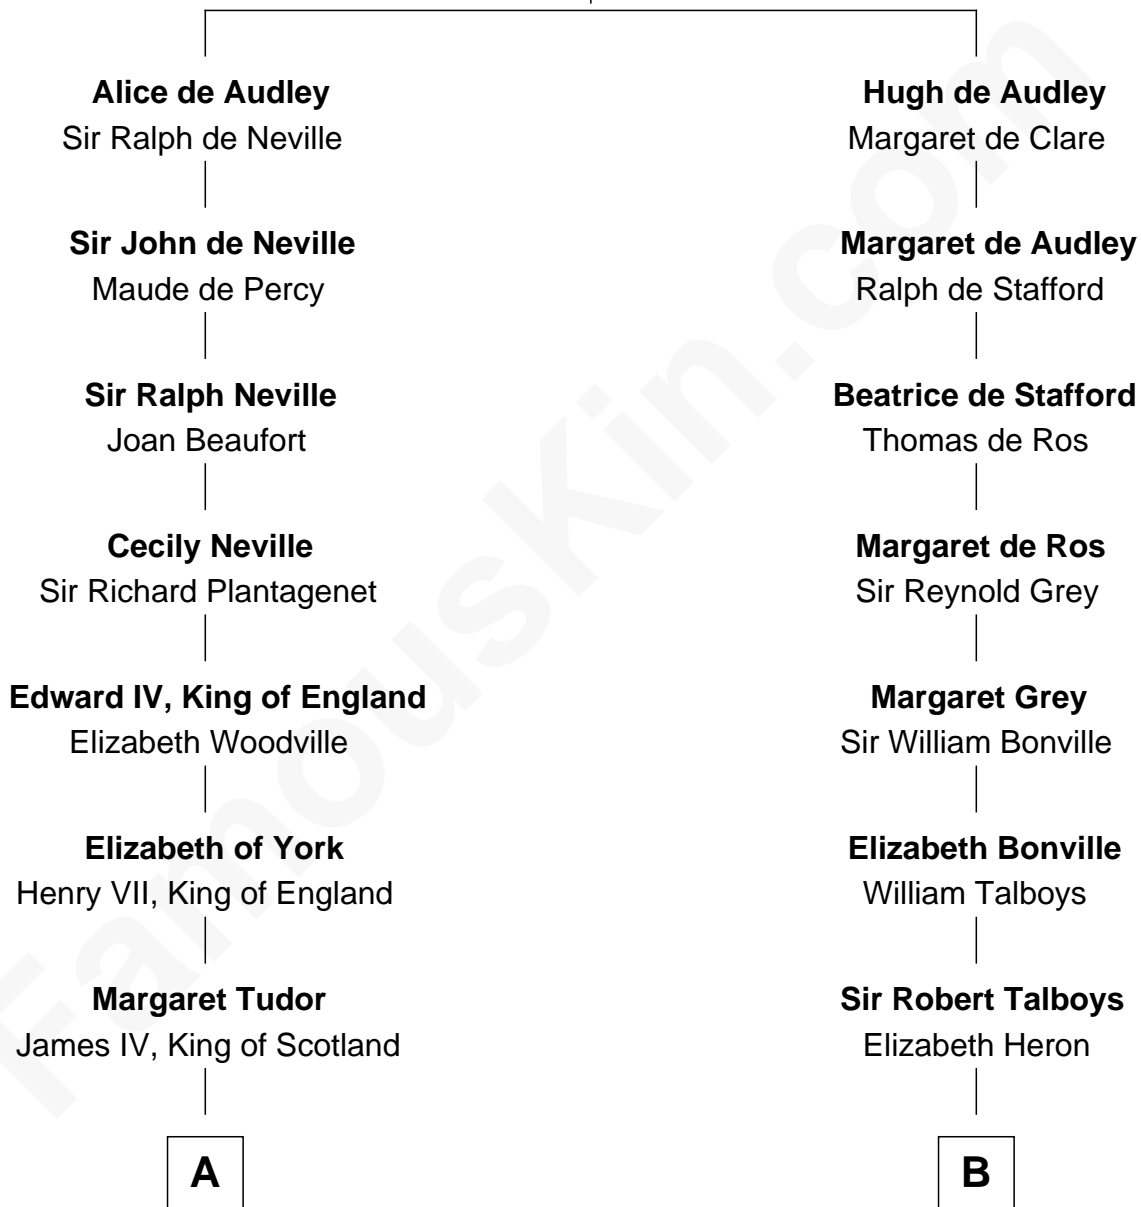 Alice de Audley
Sir Ralph de Neville
Sir John de Neville
Maude de Percy
Sir Ralph Neville
Joan Beaufort
Cecily Neville
Sir Richard Plantagenet
Edward IV, King of England
Elizabeth Woodville
Elizabeth of York
Henry VII, King of England
Margaret Tudor
James IV, King of Scotland
A
Hugh de Audley
Margaret de Clare
Margaret de Audley
Ralph de Stafford
Beatrice de Stafford
Thomas de Ros
Margaret de Ros
Sir Reynold Grey
Margaret Grey
Sir William Bonville
Elizabeth Bonville
William Talboys
Sir Robert Talboys
Elizabeth Heron
B
FamousKin.com